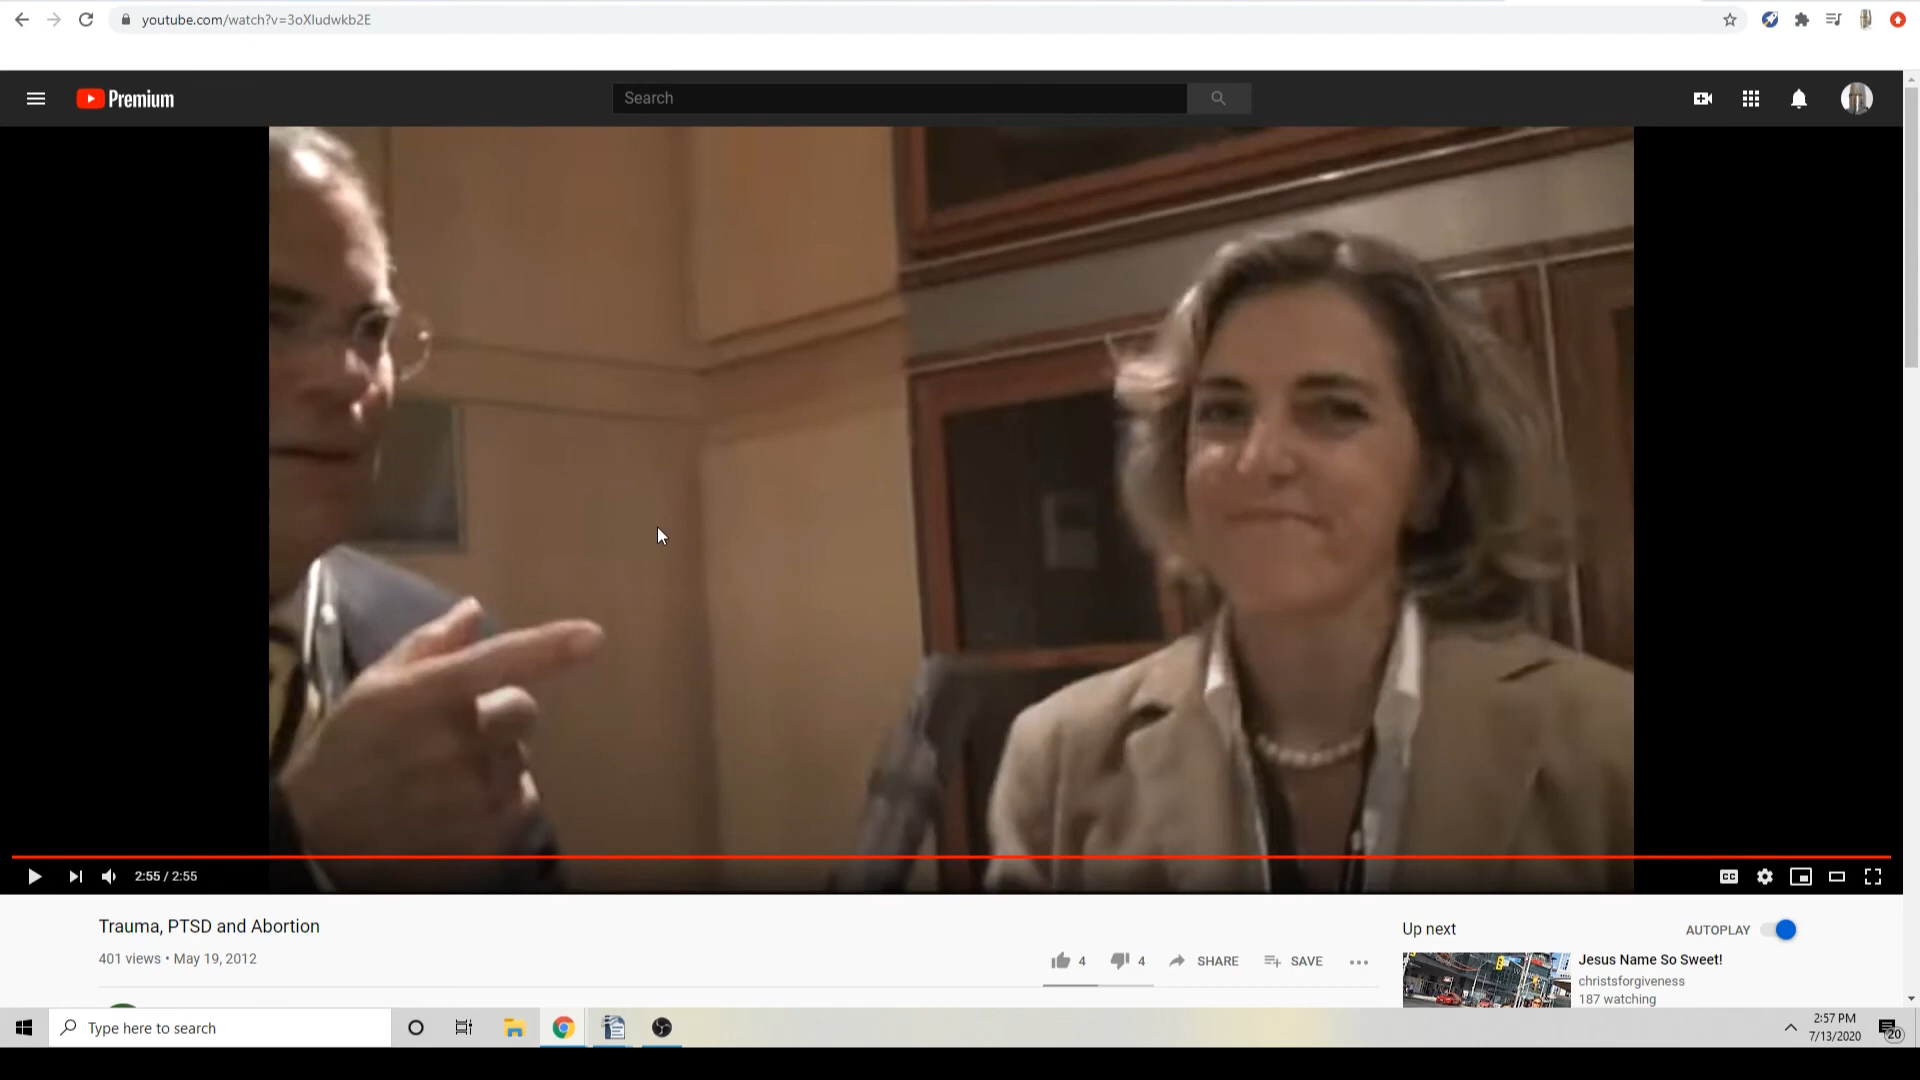 youtube.com/watch?v=3oXludwkb2E
Premium
Search
2:55 / 2:55
CC
Trauma, PTSD and Abortion
401 views • May 19, 2012
4
4
SHARE
SAVE
Up next
AUTOPLAY
Jesus Name So Sweet!
christsforgiveness
187 watching
Type here to search
2:57 PM
7/13/2020
20